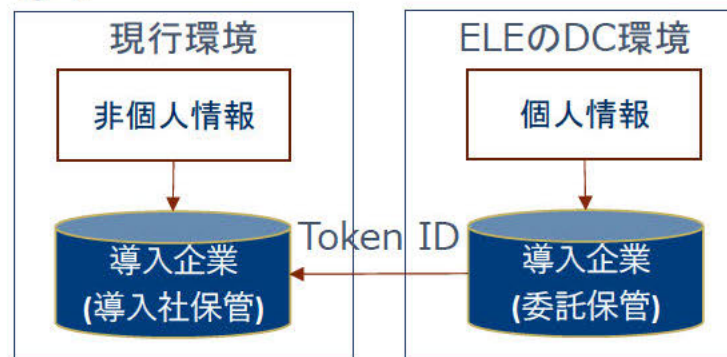 現行環境
ELEのDC環境
非個人情報
個人情報
Token ID
導入企業
(導入社保管)
導入企業
(委託保管)